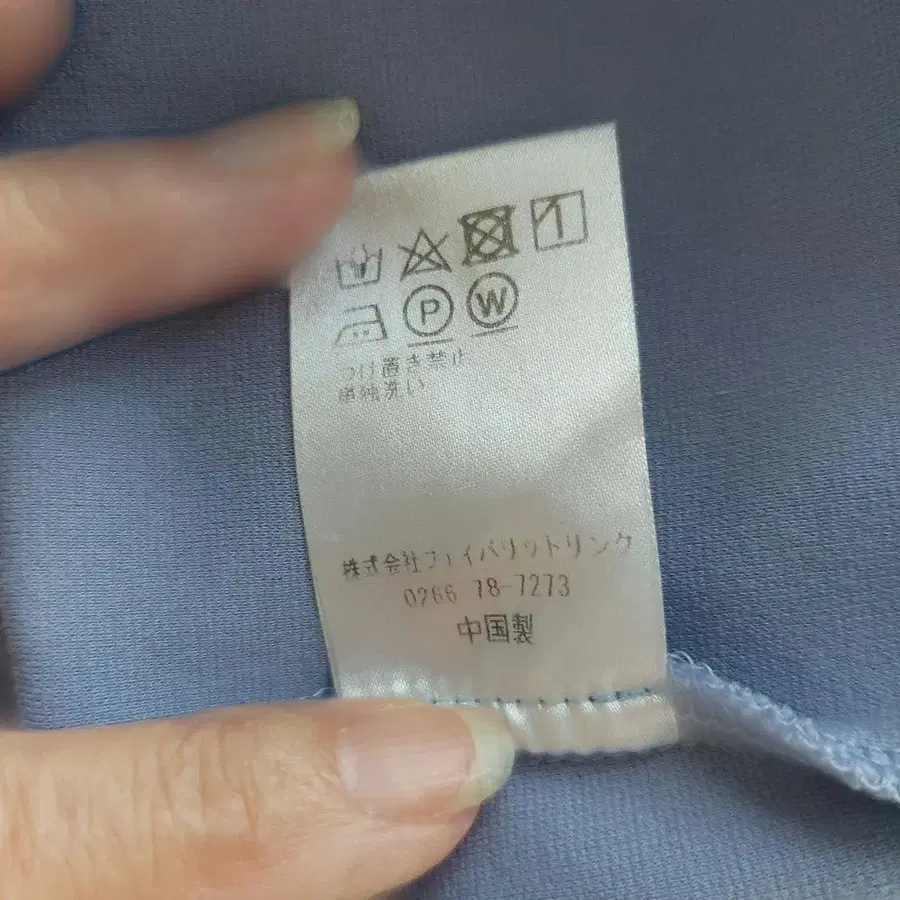 P W
つけ置き禁止
単独洗い
株式会社フェイバリットリンク
0266-78-7273
中国製